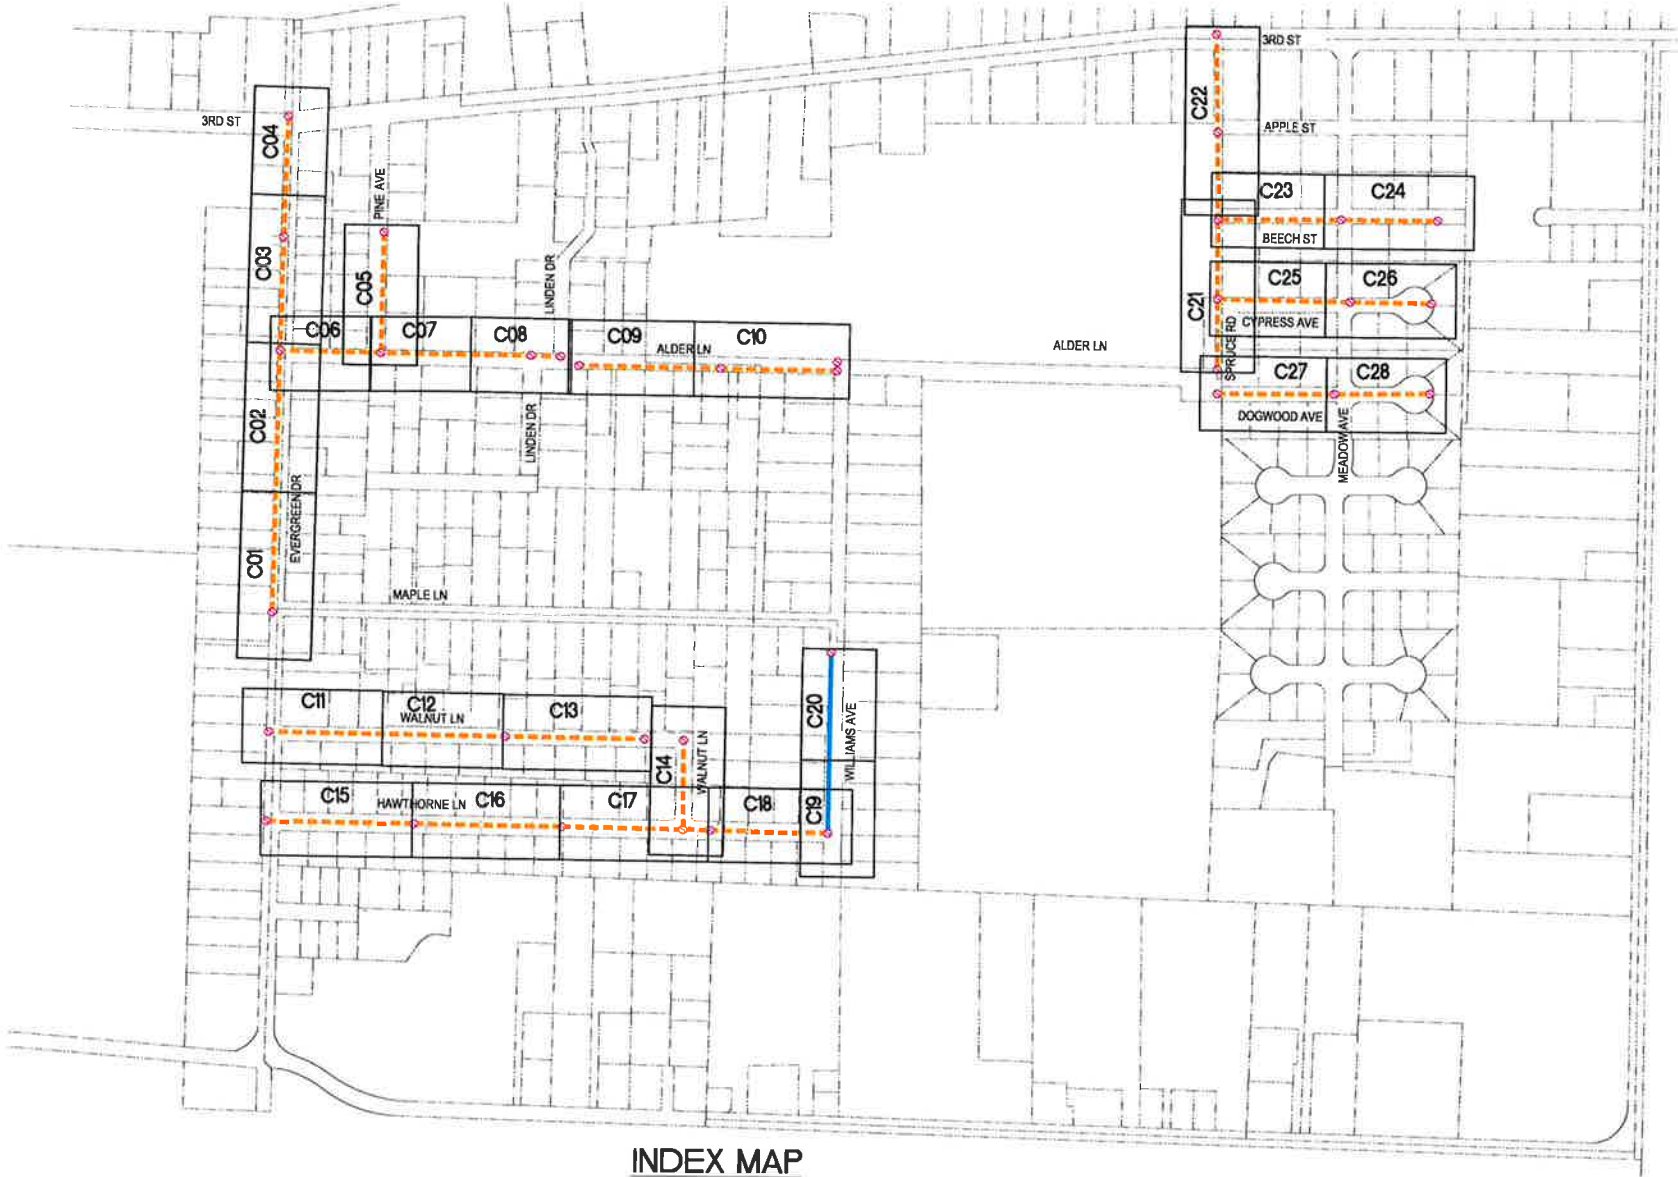 3RD ST
C22
C04
3RD ST
APPLE ST
PINE AVE
C23
C24
BEECH ST
C03
C05
LINDEN DR
C25
C26
C21
CYPRESS AVE
SPRUCE RD
C06
C07
C08
C09
C10
ALDER LN
ALDER LN
C27
C28
DOGWOOD AVE
MEADOW AVE
C02
LINDEN DR
EVERGREEN DR
C01
MAPLE LN
C11
C12
C13
WALNUT LN
C20
WILLIAMS AVE
C14
WALNUT LN
C15
HAWTHORNE LN
C16
C17
C18
C19
INDEX MAP